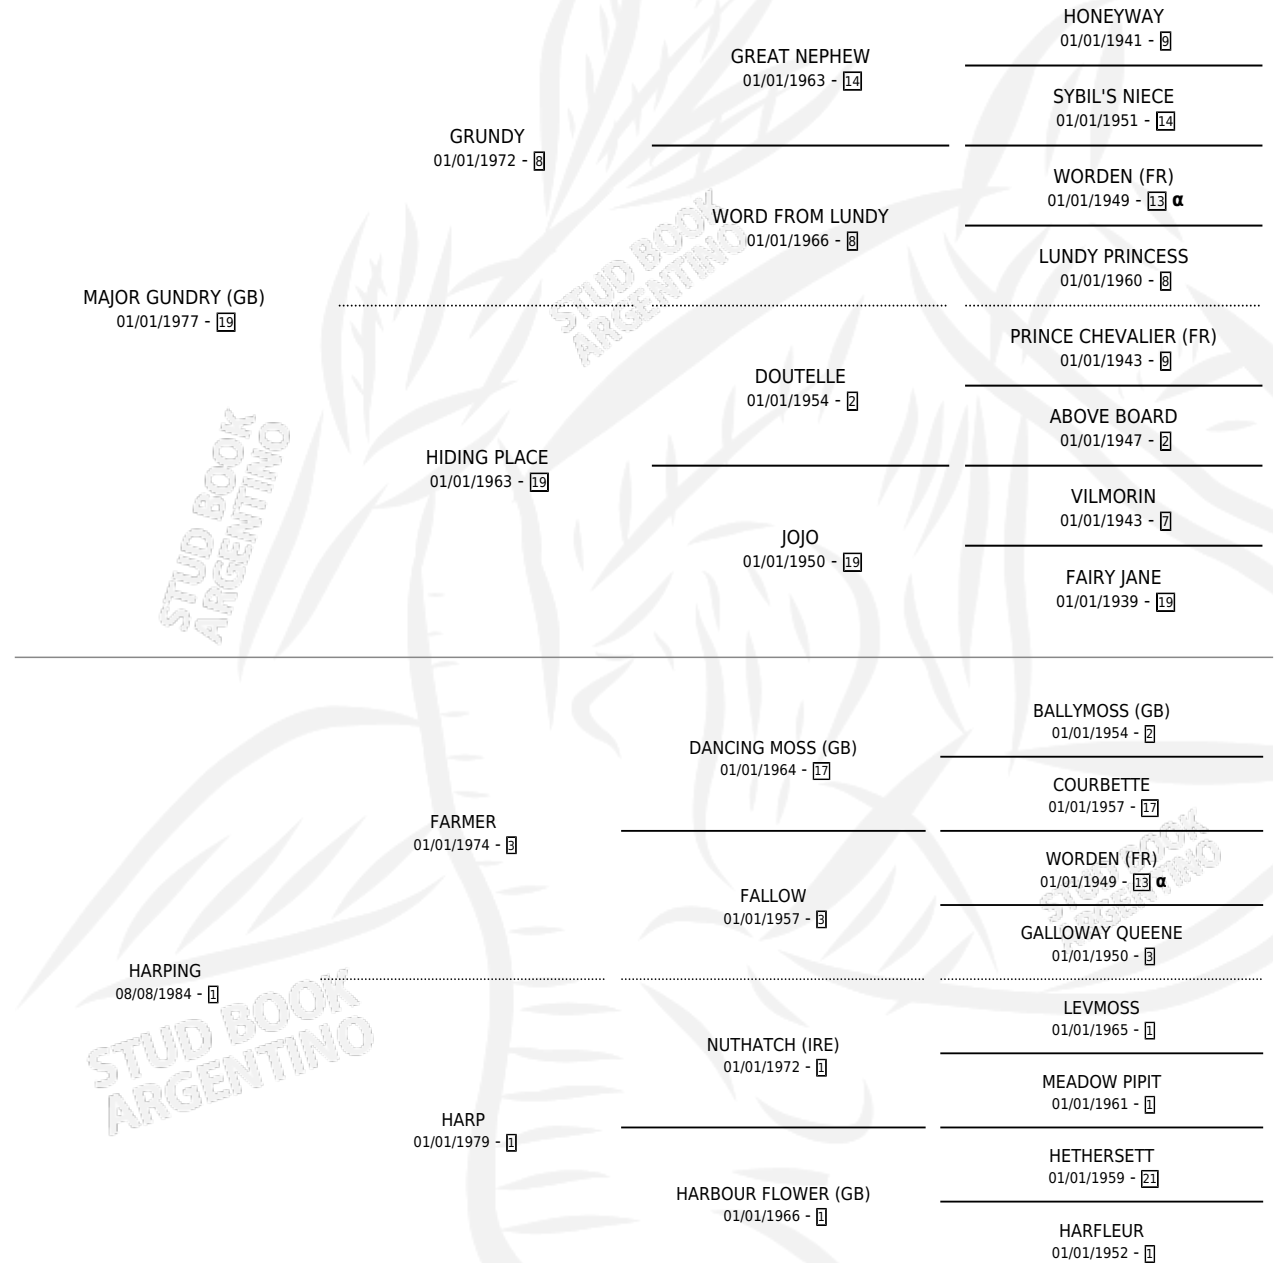 HONEYWAY
01/01/1941 - 9
GREAT NEPHEW
01/01/1963 - 14
SYBIL'S NIECE
01/01/1951 - 14
GRUNDY
01/01/1972 - 8
WORDEN (FR)
01/01/1949 - 13 α
WORD FROM LUNDY
01/01/1966 - 8
LUNDY PRINCESS
01/01/1960 - 8
MAJOR GUNDRY (GB)
01/01/1977 - 19
PRINCE CHEVALIER (FR)
01/01/1943 - 9
DOUTELLE
01/01/1954 - 2
ABOVE BOARD
01/01/1947 - 2
HIDING PLACE
01/01/1963 - 19
VILMORIN
01/01/1943 - 7
JOJO
01/01/1950 - 19
FAIRY JANE
01/01/1939 - 19
STUD BOOK
ARGENTINO
STUD BOOK
ARGENTINO
BALLYMOSS (GB)
01/01/1954 - 2
DANCING MOSS (GB)
01/01/1964 - 17
COURBETTE
01/01/1957 - 17
FARMER
01/01/1974 - 3
WORDEN (FR)
01/01/1949 - 13 α
FALLOW
01/01/1957 - 3
GALLOWAY QUEENE
01/01/1950 - 3
STUD BOOK
ARGENTINO
HARPING
08/08/1984 - 1
LEVMOSS
01/01/1965 - 1
NUTHATCH (IRE)
01/01/1972 - 1
MEADOW PIPIT
01/01/1961 - 1
HARP
01/01/1979 - 1
HETHERSETT
01/01/1959 - 21
HARBOUR FLOWER (GB)
01/01/1966 - 1
HARFLEUR
01/01/1952 - 1
STUD BOOK
ARGENTINO